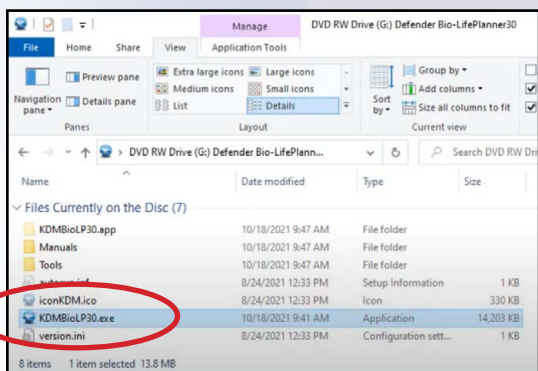 Manage DVD RW Drive (G:) Defender Bio-LifePlanner30
File Home Share View Application Tools
Preview pane Extra large icons Large icons Group by
Navigation pane Details pane Medium icons Small icons Sort by Add columns
List Details Size all columns to fit
Panes Layout Current view
DVD RW Drive (G:) Defender Bio-LifePlann... Search DVD RW Dri
Name Date modified Type Size
Files Currently on the Disc (7)
KDMBioLP30.app 10/18/2021 9:47 AM File folder
Manuals 10/18/2021 9:47 AM File folder
Tools 10/18/2021 9:47 AM File folder
autorun.inf 8/24/2021 12:33 PM Setup Information 1 KB
iconKDM.ico 8/24/2021 12:33 PM Icon 330 KB
KDMBioLP30.exe 10/18/2021 9:41 AM Application 14,203 KB
version.ini 8/24/2021 12:33 PM Configuration sett... 1 KB
8 items 1 item selected 13.8 MB